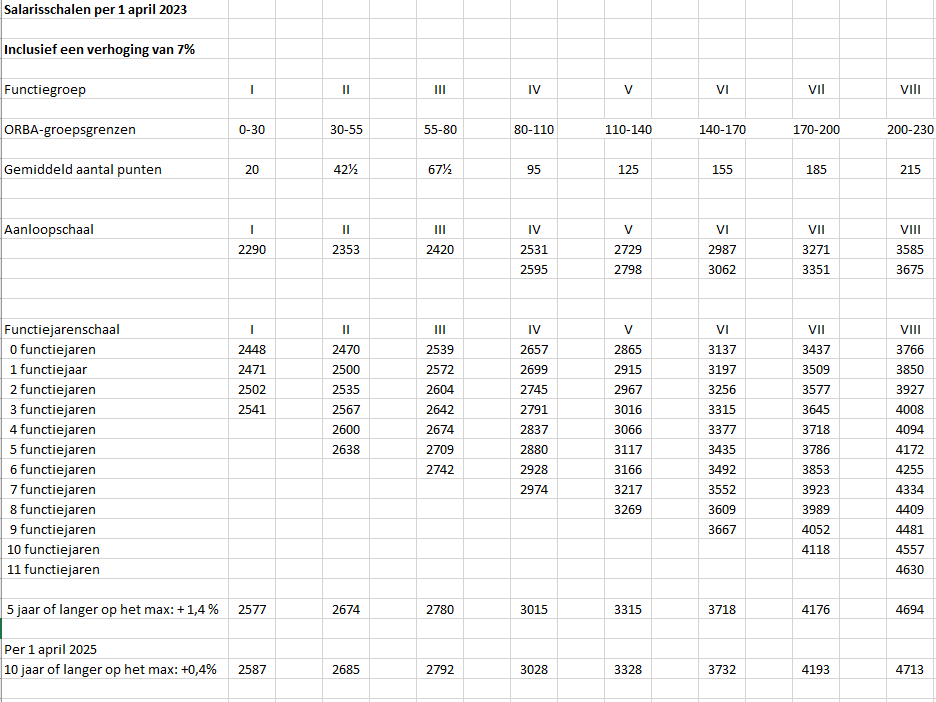 Salarisschalen per 1 april 2023
Inclusief een verhoging van 7%
Functiegroep I II III IV V VI VII VIII
ORBA-groepsgrenzen 0-30 30-55 55-80 80-110 110-140 140-170 170-200 200-230
Gemiddeld aantal punten 20 42½ 67½ 95 125 155 185 215
Aanloopschaal I II III IV V VI VII VIII
2290 2353 2420 2531 2729 2987 3271 3585
2595 2798 3062 3351 3675
Functiejarenschaal I II III IV V VI VII VIII
0 functiejaren 2448 2470 2539 2657 2865 3137 3437 3766
1 functiejaar 2471 2500 2572 2699 2915 3197 3509 3850
2 functiejaren 2502 2535 2604 2745 2967 3256 3577 3927
3 functiejaren 2541 2567 2642 2791 3016 3315 3645 4008
4 functiejaren 2600 2674 2837 3066 3377 3718 4094
5 functiejaren 2638 2709 2880 3117 3435 3786 4172
6 functiejaren 2742 2928 3166 3492 3853 4255
7 functiejaren 2974 3217 3552 3923 4334
8 functiejaren 3269 3609 3989 4409
9 functiejaren 3667 4052 4481
10 functiejaren 4118 4557
11 functiejaren 4630
5 jaar of langer op het max: + 1,4 % 2577 2674 2780 3015 3315 3718 4176 4694
Per 1 april 2025
10 jaar of langer op het max: +0,4% 2587 2685 2792 3028 3328 3732 4193 4713